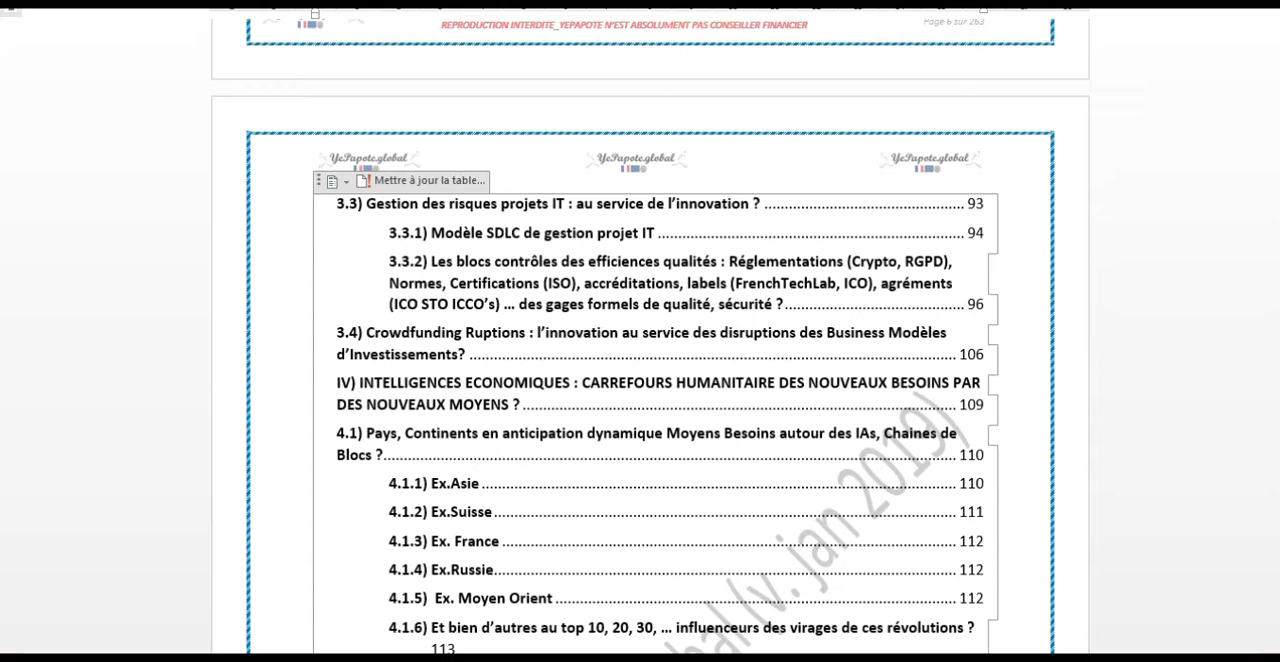 REPRODUCTION INTERDITE_YEPAPOTE N'EST ABSOLUMENT PAS CONSEILLER FINANCIER
Page 6 sur 263
YePapote.global YePapote.global YePapote.global
Mettre à jour la table...
3.3) Gestion des risques projets IT : au service de l'innovation ? ........ 93
3.3.1) Modèle SDLC de gestion projet IT ........ 94
3.3.2) Les blocs contrôles des efficiences qualités : Réglementations (Crypto, RGPD),
Normes, Certifications (ISO), accréditations, labels (FrenchTechLab, ICO), agréments
(ICO STO ICCO's) ... des gages formels de qualité, sécurité ? ........ 96
3.4) Crowdfunding Ruptions : l'innovation au service des disruptions des Business Modèles
d'Investissements? ........ 106
IV) INTELLIGENCES ECONOMIQUES : CARREFOURS HUMANITAIRE DES NOUVEAUX BESOINS PAR
DES NOUVEAUX MOYENS ? ........ 109
4.1) Pays, Continents en anticipation dynamique Moyens Besoins autour des IAs, Chaines de
Blocs ? ........ 110
4.1.1) Ex.Asie ........ 110
4.1.2) Ex.Suisse ........ 111
4.1.3) Ex. France ........ 112
4.1.4) Ex.Russie ........ 112
4.1.5) Ex. Moyen Orient ........ 112
4.1.6) Et bien d'autres au top 10, 20, 30, ... influenceurs des virages de ces révolutions ?
113
(v. jan 2019)